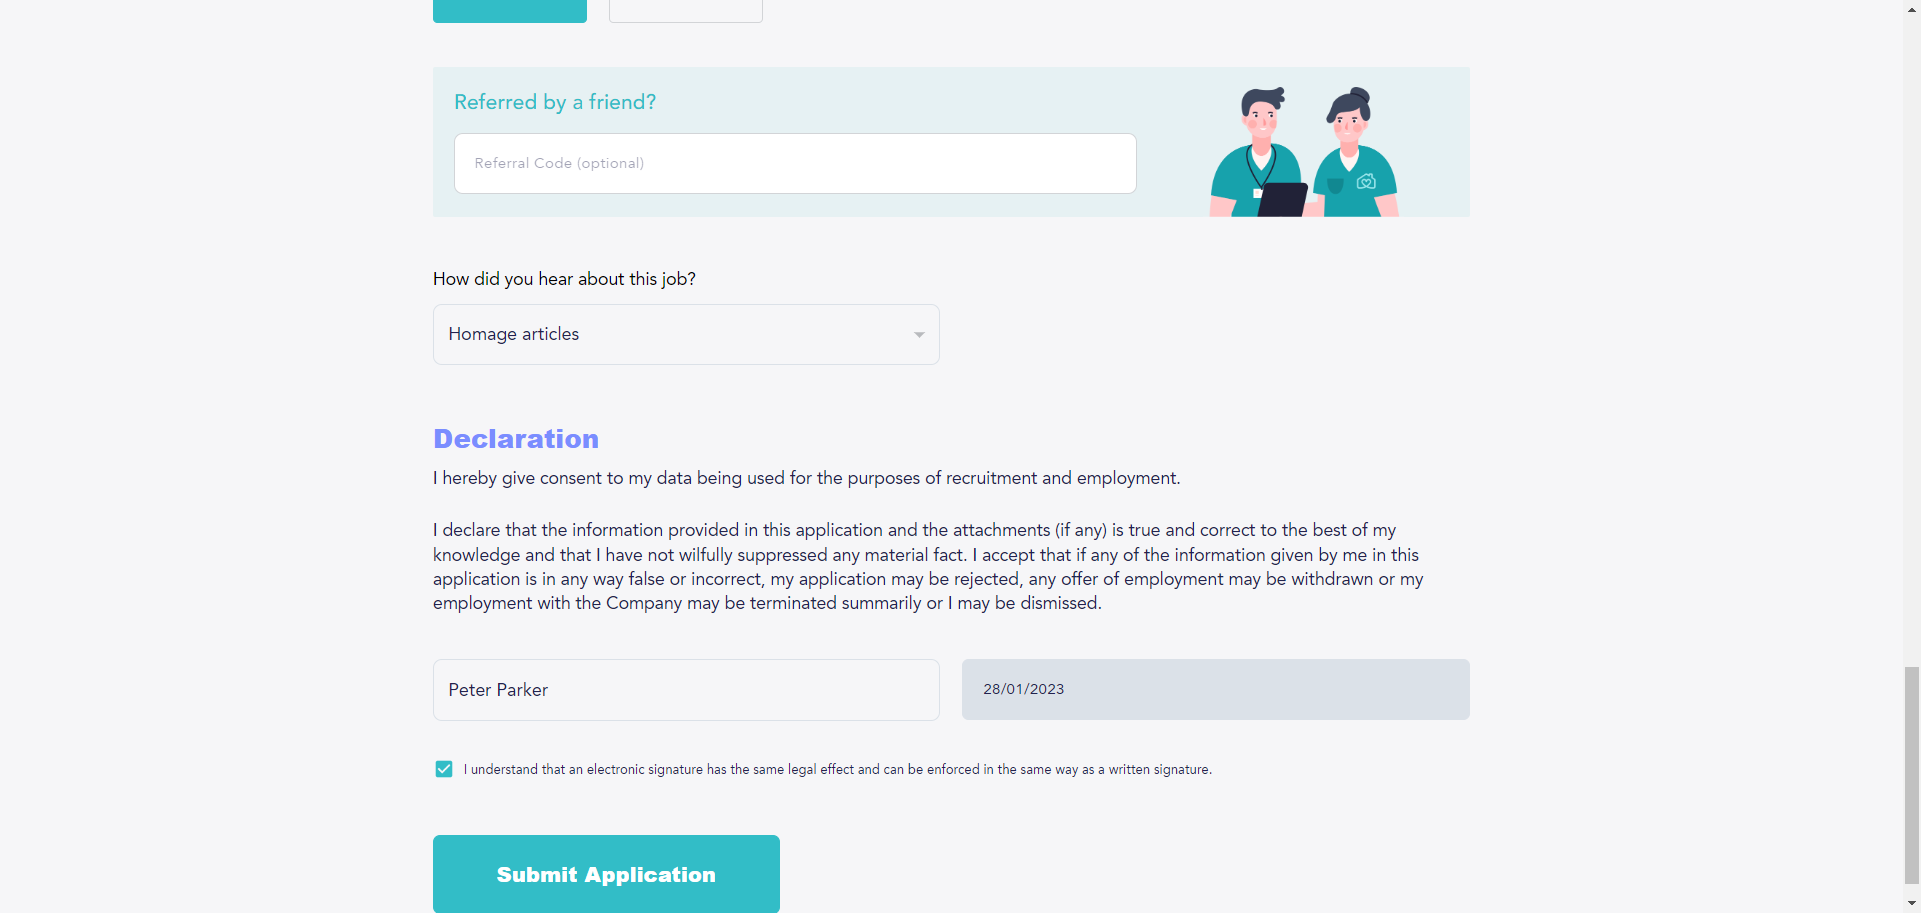 Referred by a friend?
Referral Code (optional)
How did you hear about this job?
Homage articles
Declaration
I hereby give consent to my data being used for the purposes of recruitment and employment.
I declare that the information provided in this application and the attachments (if any) is true and correct to the best of my
knowledge and that I have not wilfully suppressed any material fact. I accept that if any of the information given by me in this
application is in any way false or incorrect, my application may be rejected, any offer of employment may be withdrawn or my
employment with the Company may be terminated summarily or I may be dismissed.
Peter Parker
28/01/2023
I understand that an electronic signature has the same legal effect and can be enforced in the same way as a written signature.
Submit Application